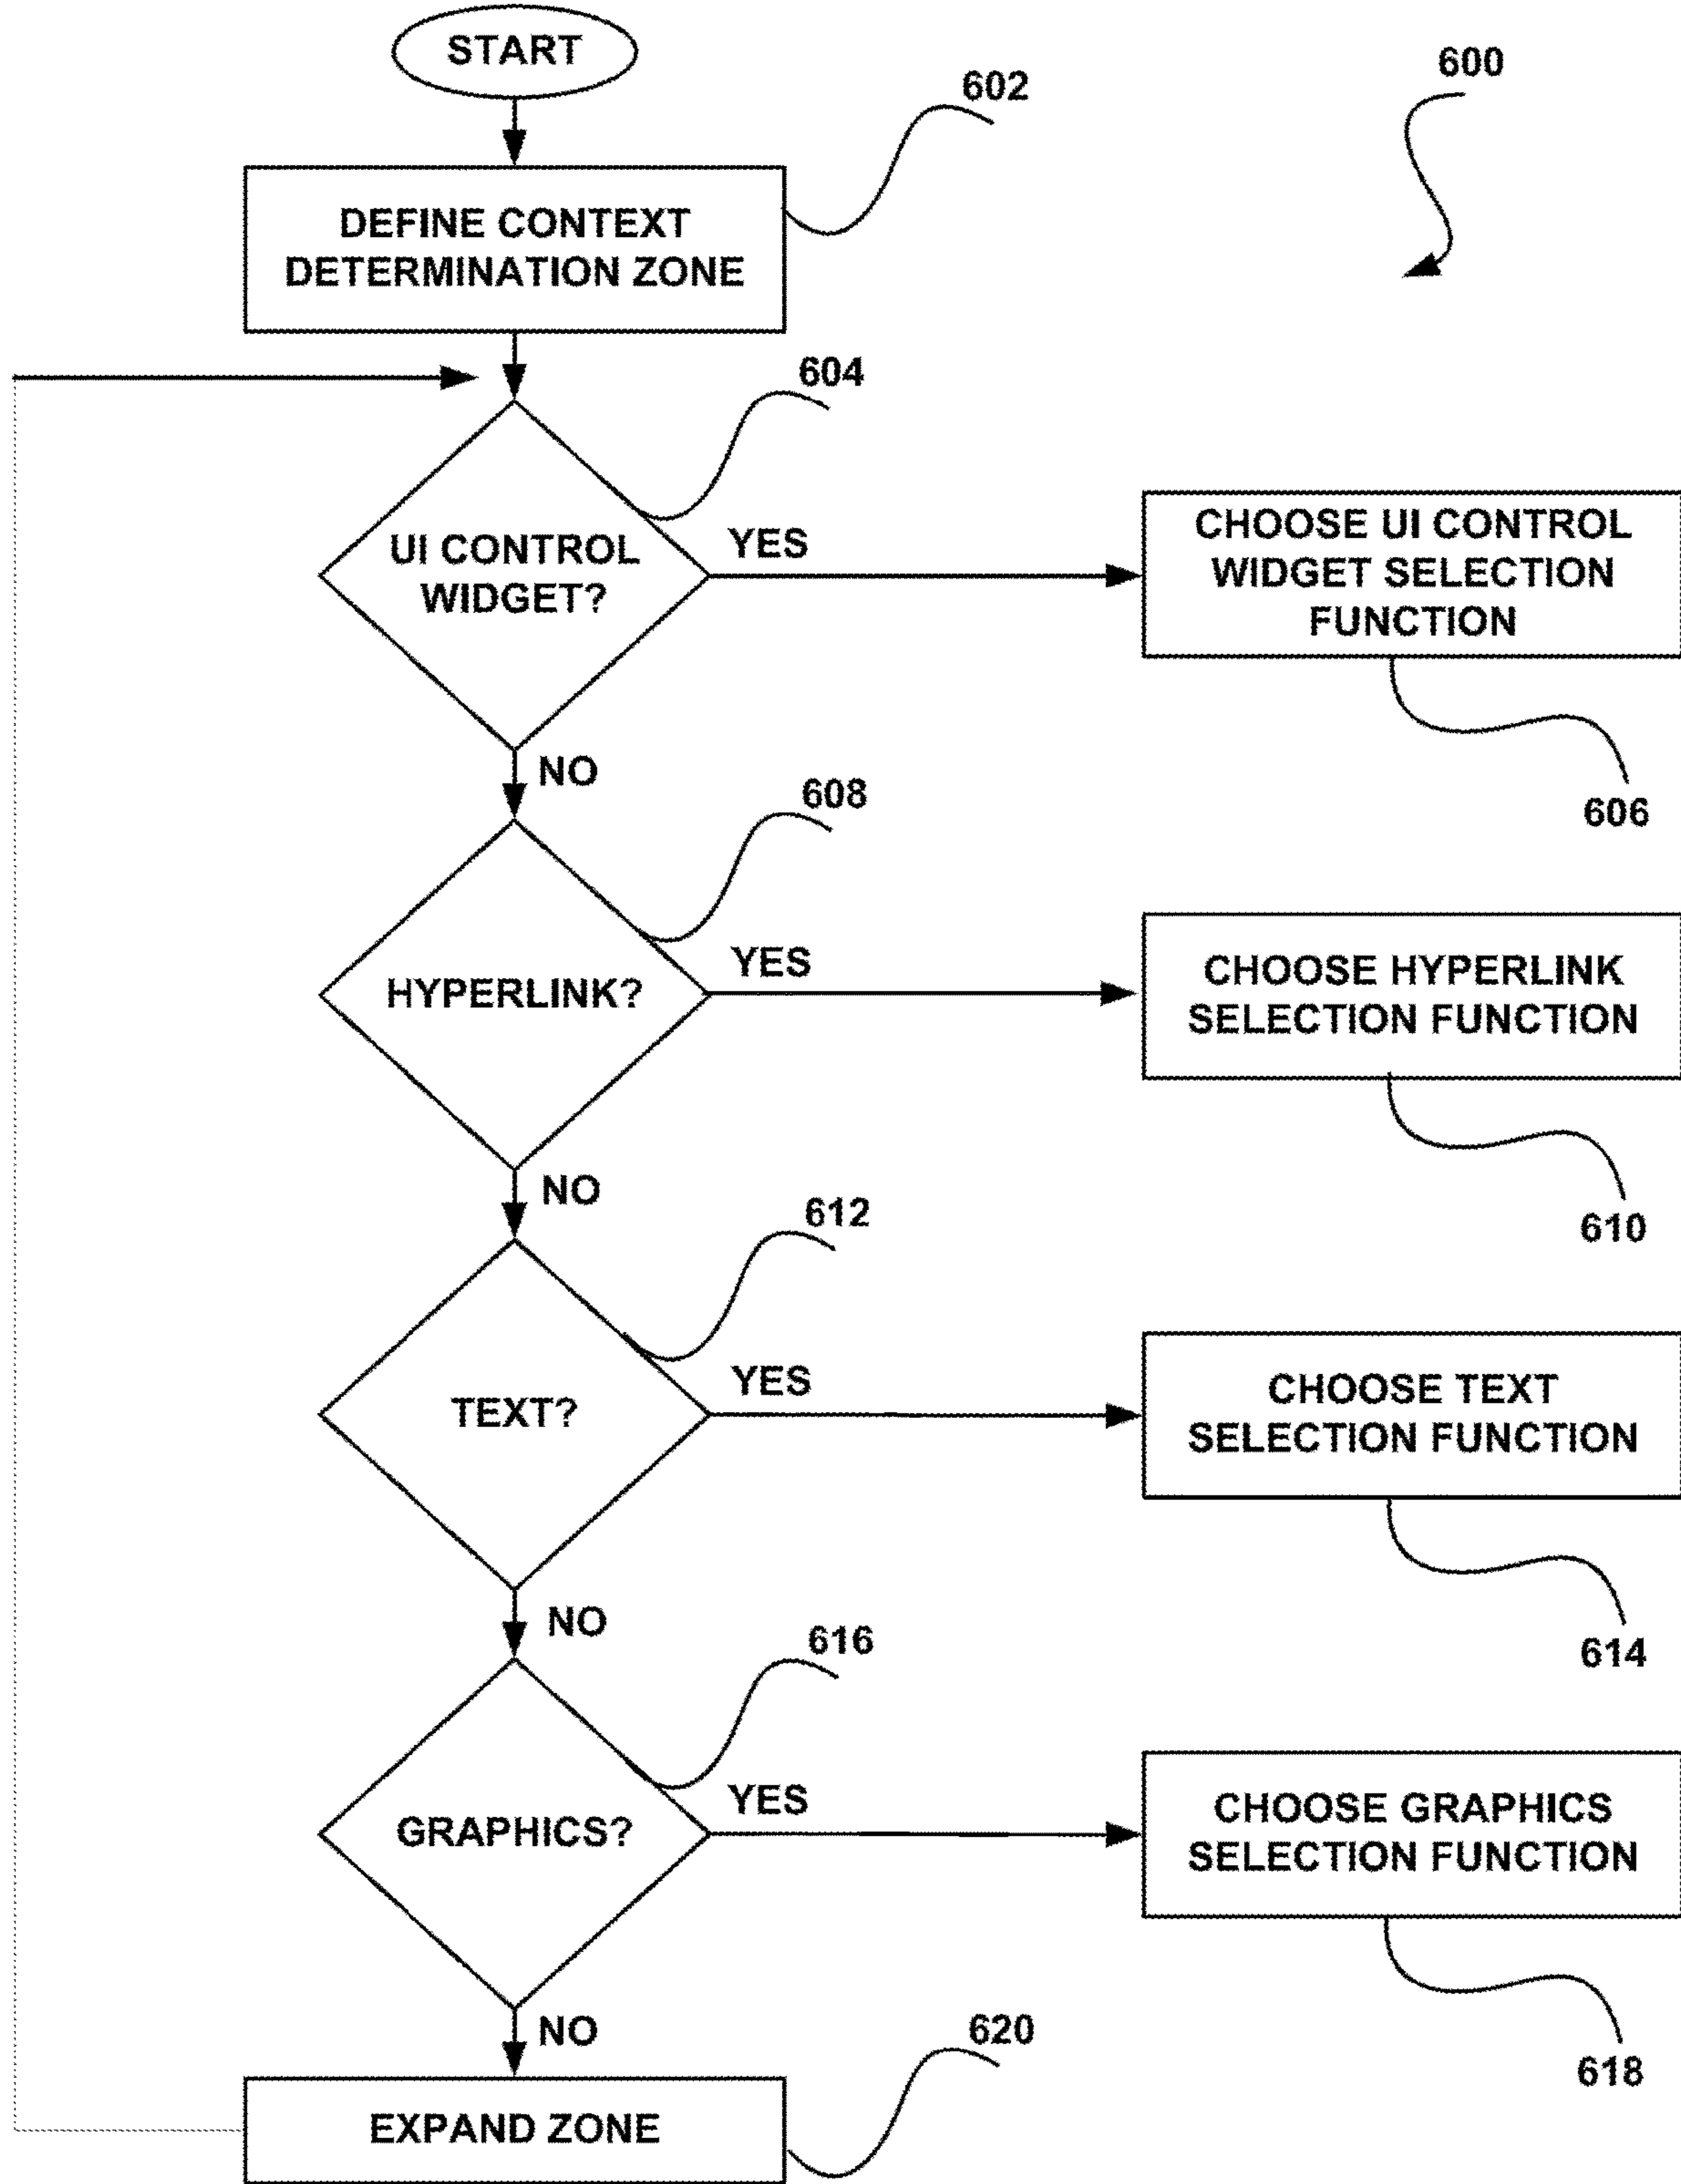 START
602
600
DEFINE CONTEXT
DETERMINATION ZONE
604
UI CONTROL
WIDGET?
YES
CHOOSE UI CONTROL
WIDGET SELECTION
FUNCTION
606
NO
608
HYPERLINK?
YES
CHOOSE HYPERLINK
SELECTION FUNCTION
610
NO
612
TEXT?
YES
CHOOSE TEXT
SELECTION FUNCTION
614
NO
616
GRAPHICS?
YES
CHOOSE GRAPHICS
SELECTION FUNCTION
618
NO
620
EXPAND ZONE